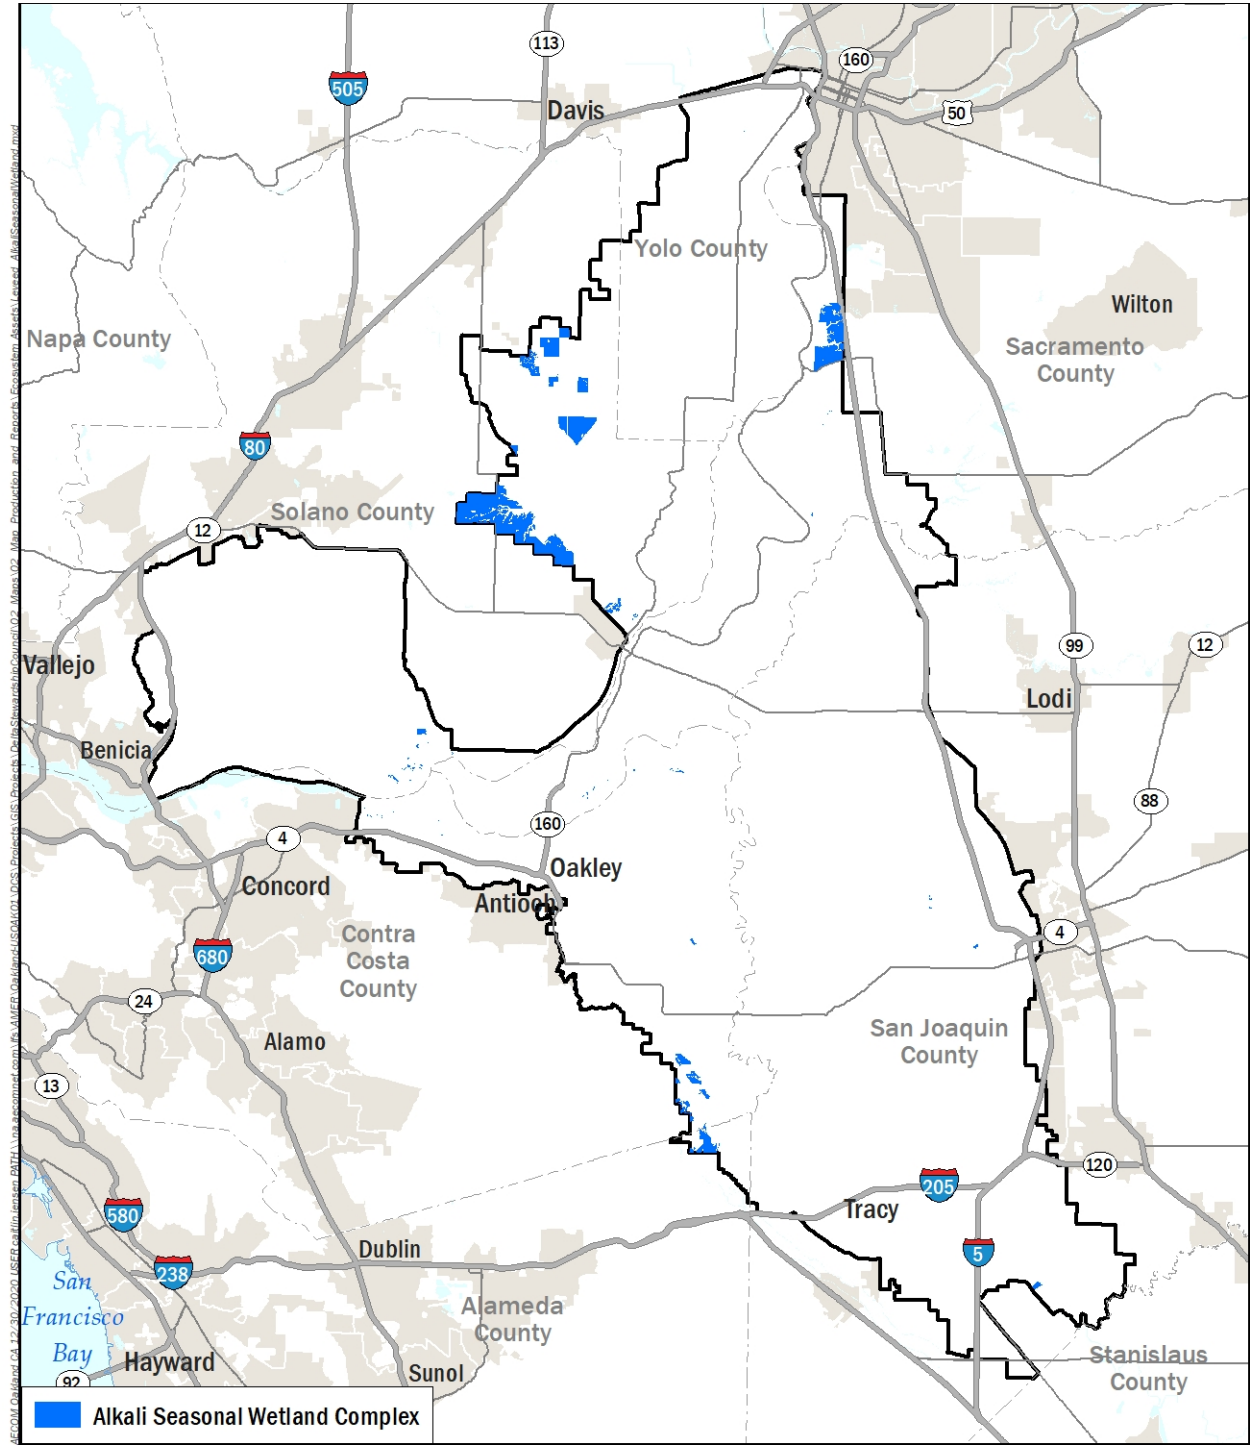 113
160
505
Davis
50
Yolo County
Wilton
Napa County
Sacramento
County
80
Solano County
12
99
12
Vallejo
Lodi
Benicia
88
160
4
Oakley
Concord
Antioch
Contra
Costa
County
4
680
24
San Joaquin
County
Alamo
13
120
205
580
Tracy
Dublin
5
238
San
Francisco
Bay
Alameda
County
Hayward
Stanislaus
County
Sunol
92
Alkali Seasonal Wetland Complex